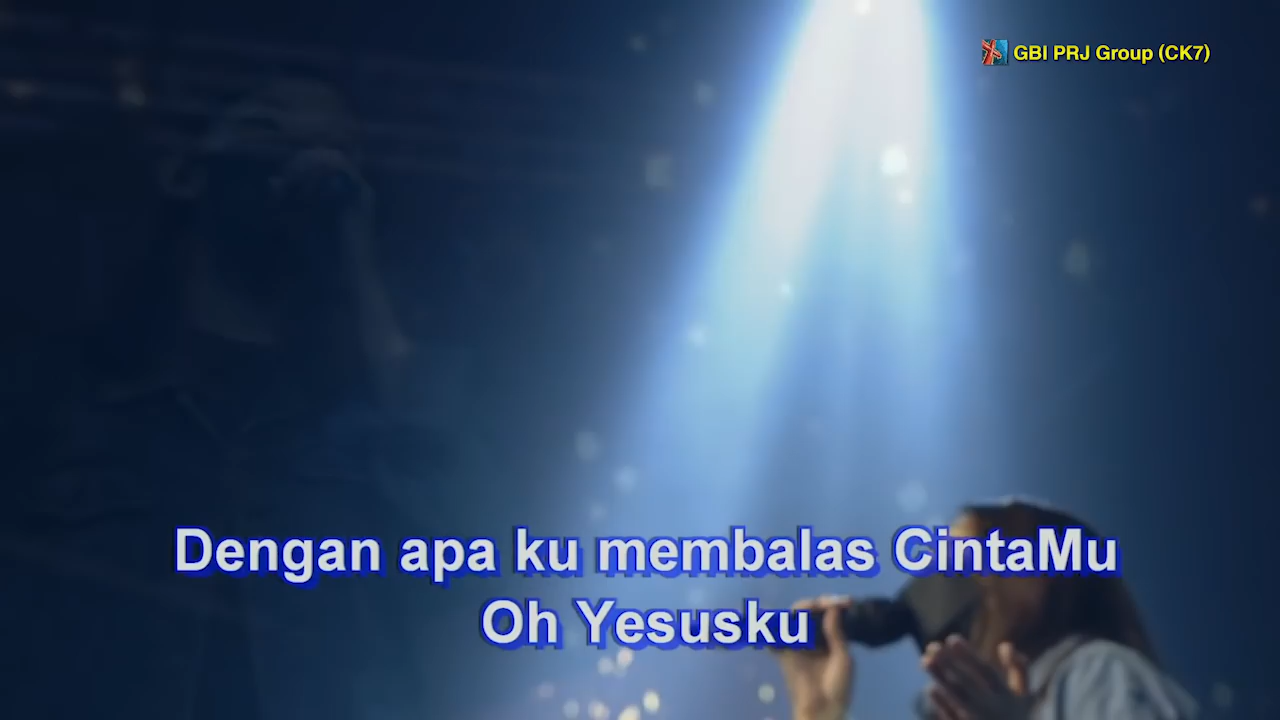 GBI PRJ Group (CK7)
Dengan apa ku membalas CintaMu
Oh Yesusku